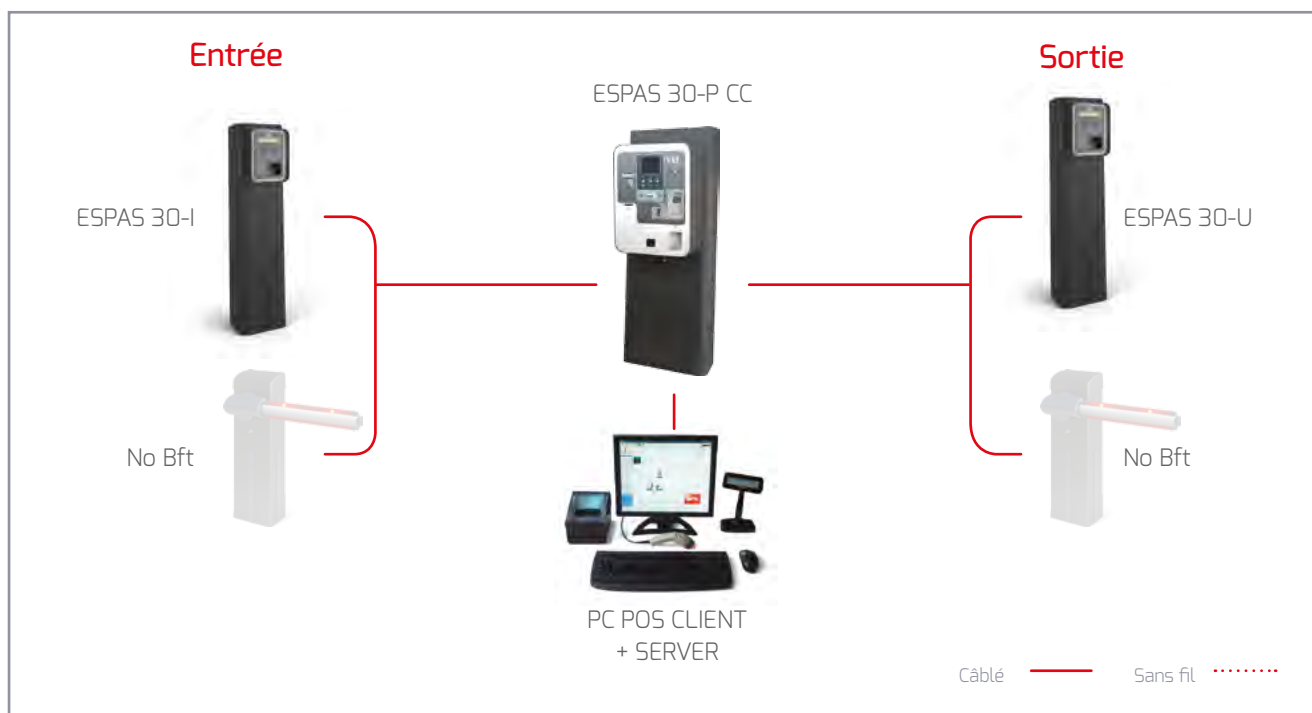 Entrée
Sortie
ESPAS 30-P CC
ESPAS 30-I
ESPAS 30-U
No Bft
No Bft
PC POS CLIENT
+ SERVER
Câblé
Sans fil